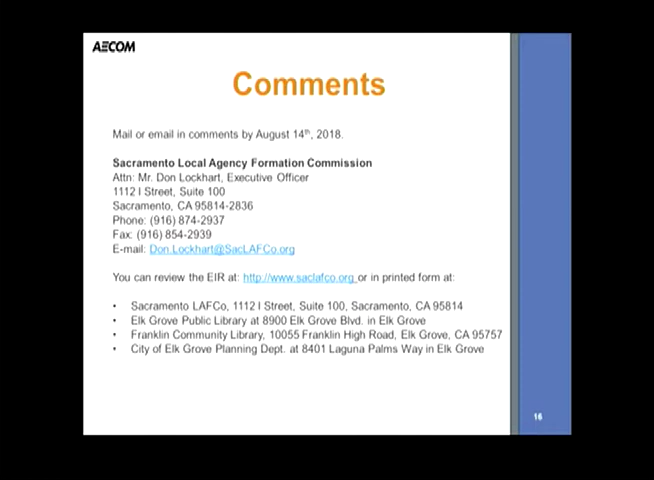 AECOM
Comments
Mail or email in comments by August 14th, 2018.
Sacramento Local Agency Formation Commission
Attn: Mr. Don Lockhart, Executive Officer
1112 I Street, Suite 100
Sacramento, CA 95814-2836
Phone: (916) 874-2937
Fax: (916) 854-2939
E-mail: Don.Lockhart@SacLAFCo.org
You can review the EIR at: http://www.saclafco.org or in printed form at:
• Sacramento LAFCo, 1112 I Street, Suite 100, Sacramento, CA 95814
• Elk Grove Public Library at 8900 Elk Grove Blvd. in Elk Grove
• Franklin Community Library, 10055 Franklin High Road, Elk Grove, CA 95757
• City of Elk Grove Planning Dept. at 8401 Laguna Palms Way in Elk Grove
16